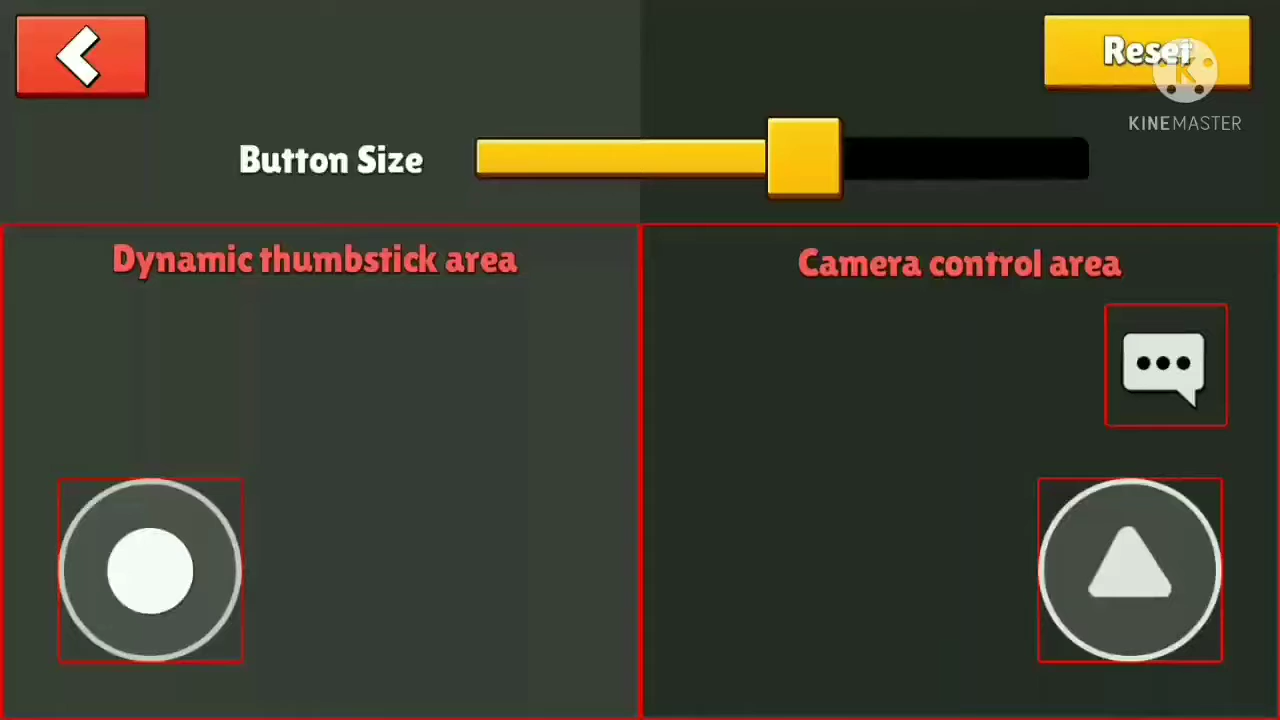 Reset
KINEMASTER
Button Size
Dynamic thumbstick area
Camera control area